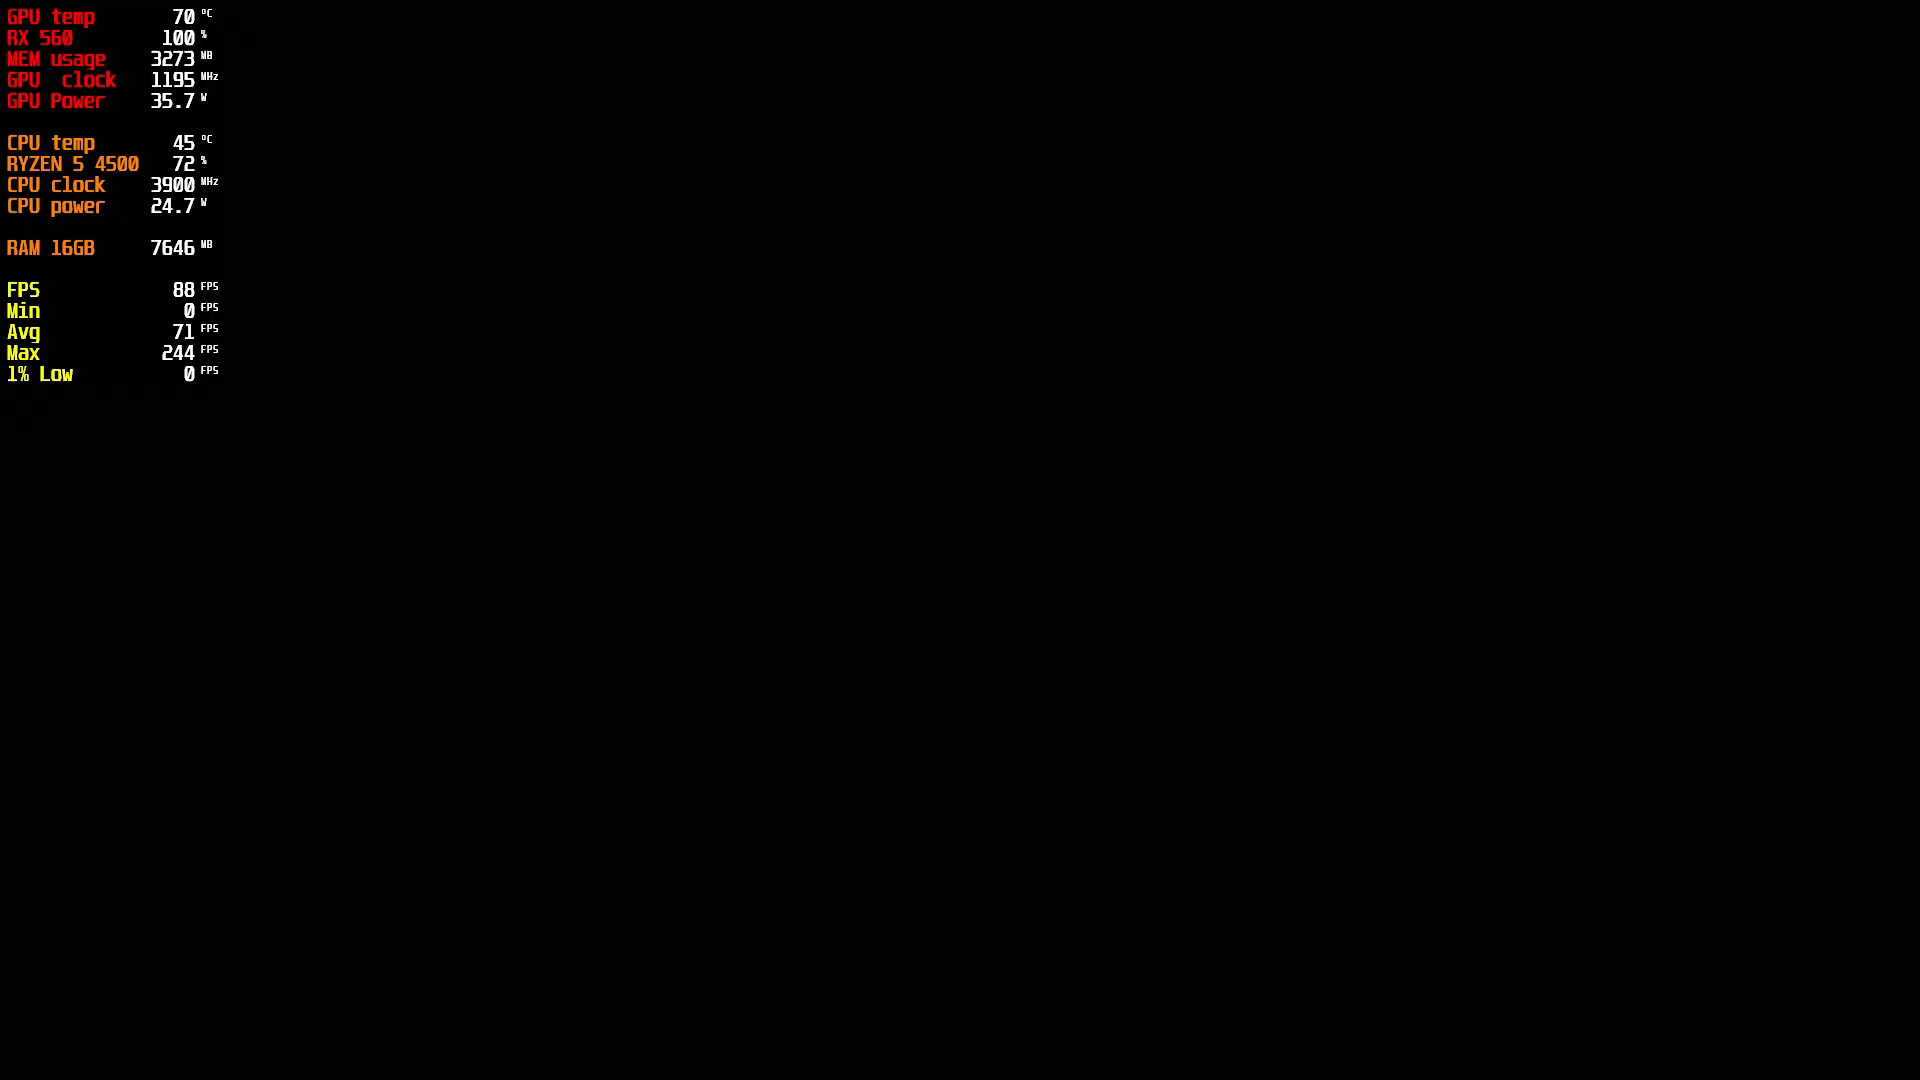 GPU temp 70 °C
RX 560 100 %
MEM usage 3273 MB
GPU clock 1195 MHz
GPU Power 35.7 W
CPU temp 45 °C
RYZEN 5 4500 72 %
CPU clock 3900 MHz
CPU power 24.7 W
RAM 16GB 7646 MB
FPS 88 FPS
Min 0 FPS
Avg 71 FPS
Max 244 FPS
1% Low 0 FPS